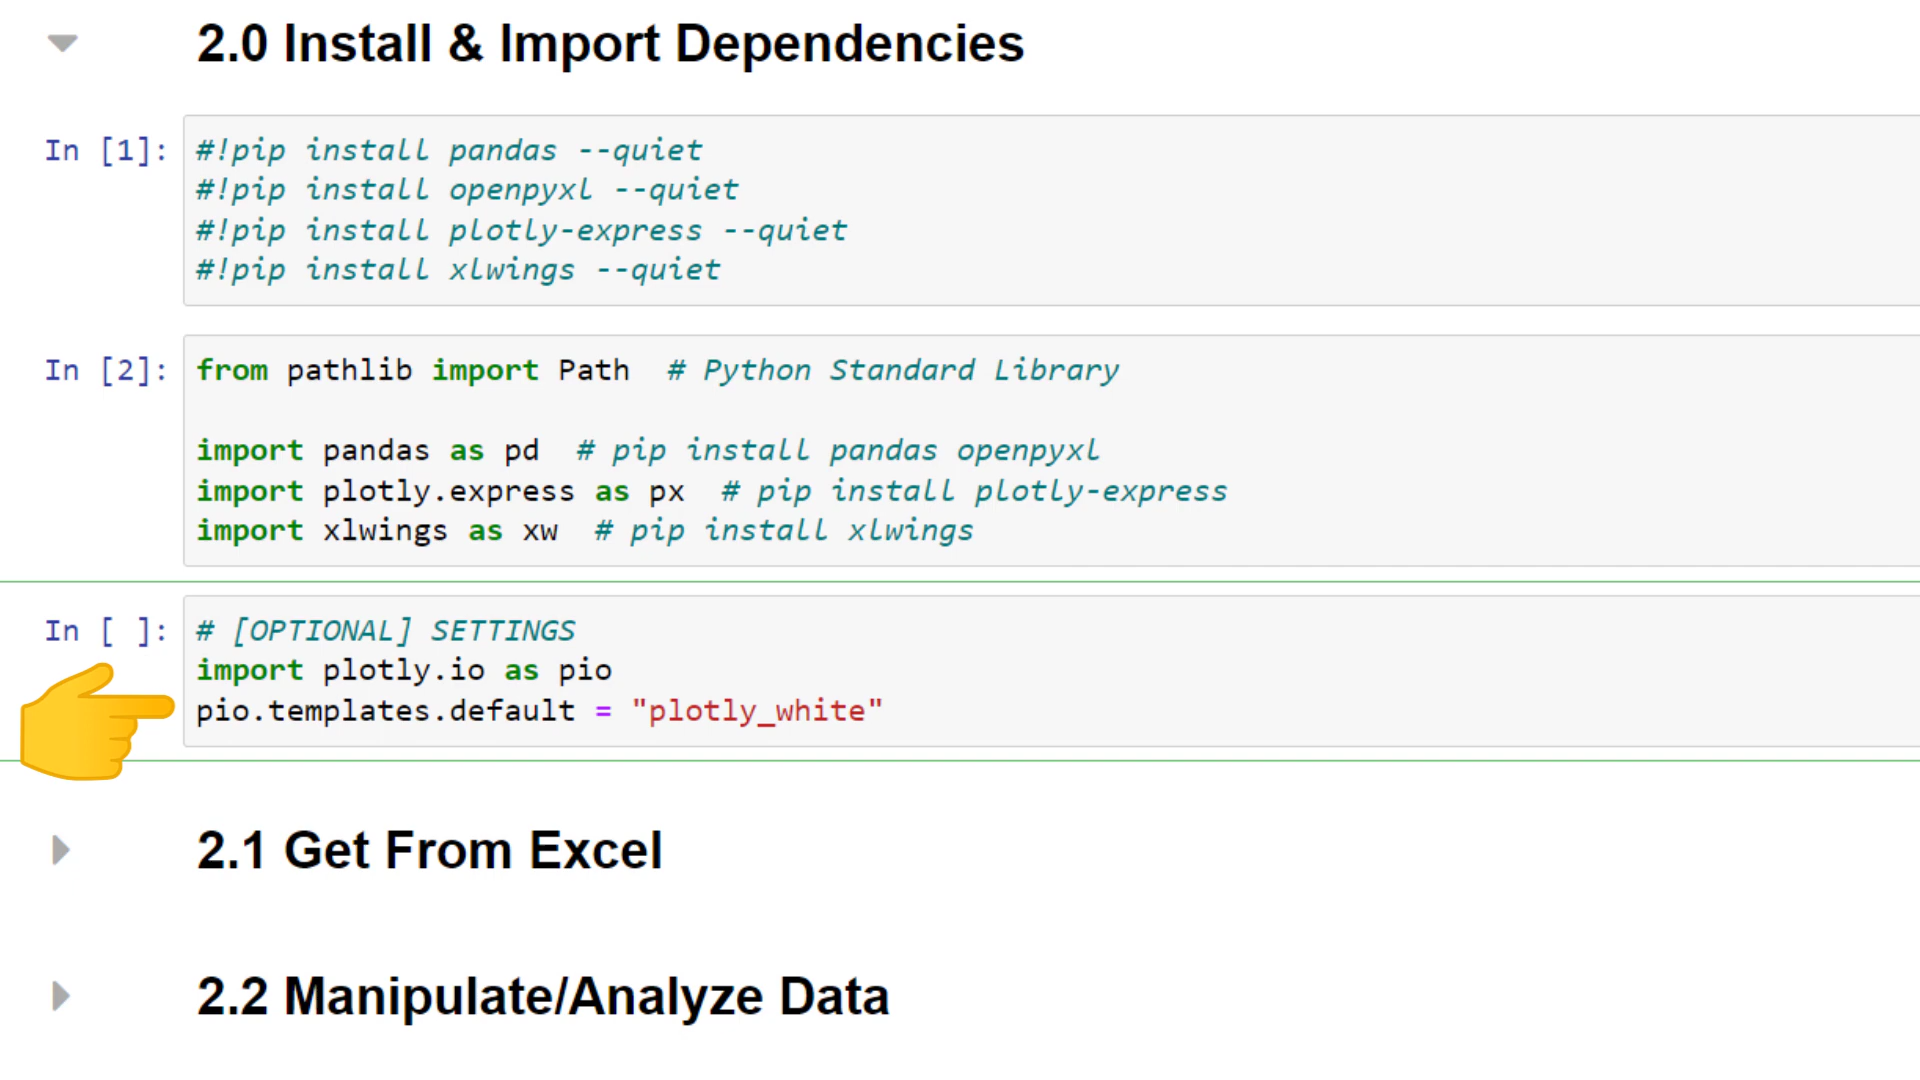 2.0 Install & Import Dependencies
In [1]:
#!pip install pandas --quiet
#!pip install openpyxl --quiet
#!pip install plotly-express --quiet
#!pip install xlwings --quiet
In [2]:
from pathlib import Path  # Python Standard Library
import pandas as pd  # pip install pandas openpyxl
import plotly.express as px  # pip install plotly-express
import xlwings as xw  # pip install xlwings
In [ ]:
# [OPTIONAL] SETTINGS
import plotly.io as pio
pio.templates.default = "plotly_white"
2.1 Get From Excel
2.2 Manipulate/Analyze Data